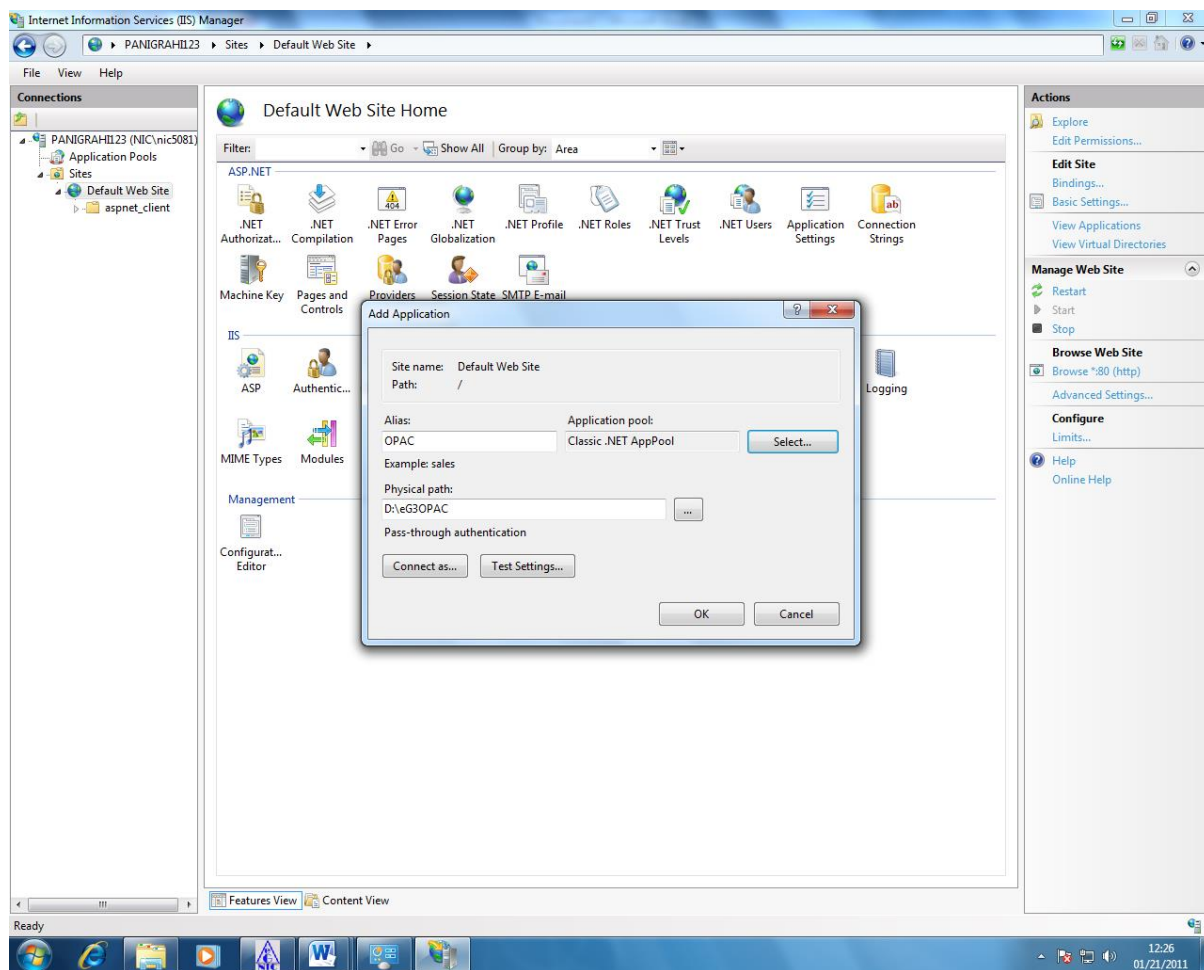 Internet Information Services (IIS) Manager
PANIGRAHI123 Sites Default Web Site
File View Help
Connections
PANIGRAHI123 (NIC\nic5081)
Application Pools
Sites
Default Web Site
aspnet_client
Default Web Site Home
Filter: Go Show All Group by: Area
ASP.NET
.NET Authorizat...
.NET Compilation
.NET Error Pages
.NET Globalization
.NET Profile
.NET Roles
.NET Trust Levels
.NET Users
Application Settings
Connection Strings
Machine Key
Pages and Controls
Providers
Session State
SMTP E-mail
IIS
ASP
Authentic...
Logging
MIME Types
Modules
Management
Configurat... Editor
Add Application
Site name: Default Web Site
Path: /
Alias: Application pool:
OPAC Classic .NET AppPool Select...
Example: sales
Physical path:
D:\eG3OPAC ...
Pass-through authentication
Connect as... Test Settings...
OK Cancel
Actions
Explore
Edit Permissions...
Edit Site
Bindings...
Basic Settings...
View Applications
View Virtual Directories
Manage Web Site
Restart
Start
Stop
Browse Web Site
Browse *:80 (http)
Advanced Settings...
Configure
Limits...
Help
Online Help
Features View Content View
Ready
12:26
01/21/2011